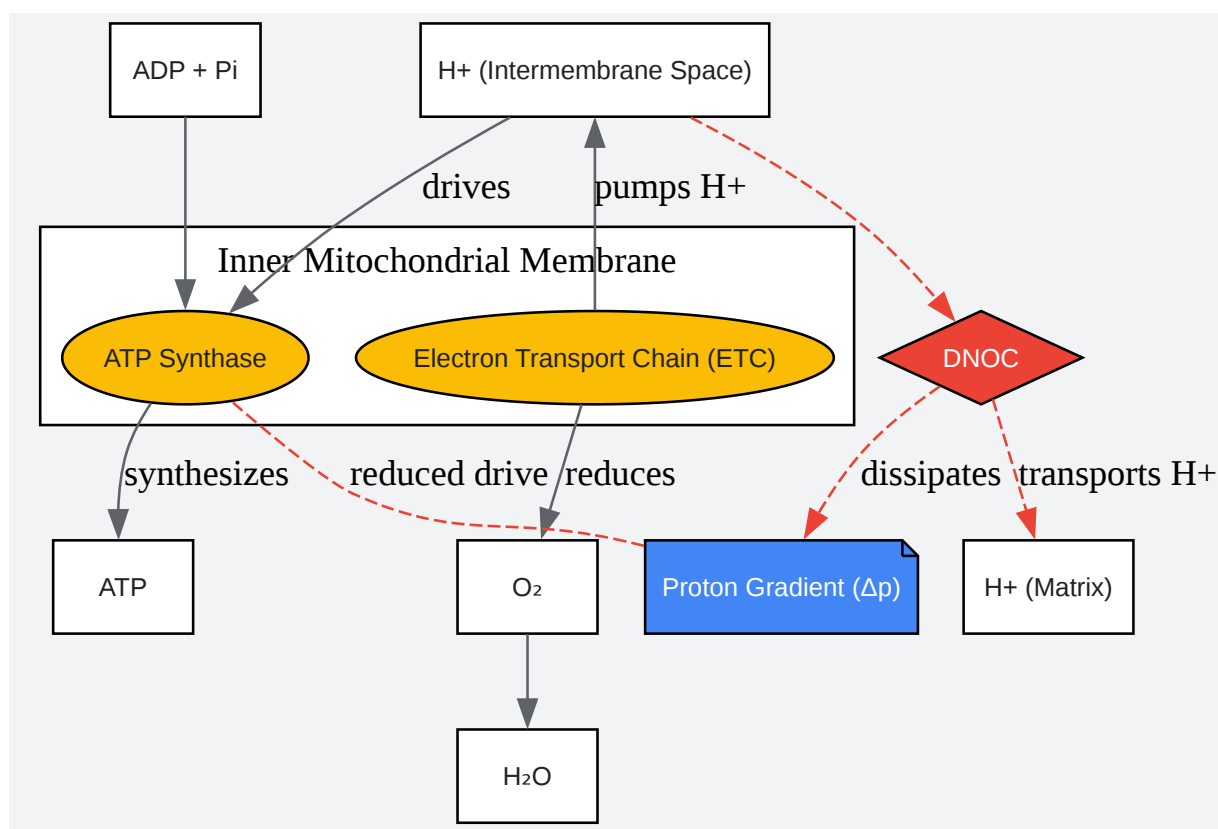 ADP + Pi
H+ (Intermembrane Space)
drives
pumps H+
Inner Mitochondrial Membrane
ATP Synthase
Electron Transport Chain (ETC)
DNOC
synthesizes
reduced drive
reduces
dissipates
transports H+
ATP
O₂
Proton Gradient (Δp)
H+ (Matrix)
H₂O